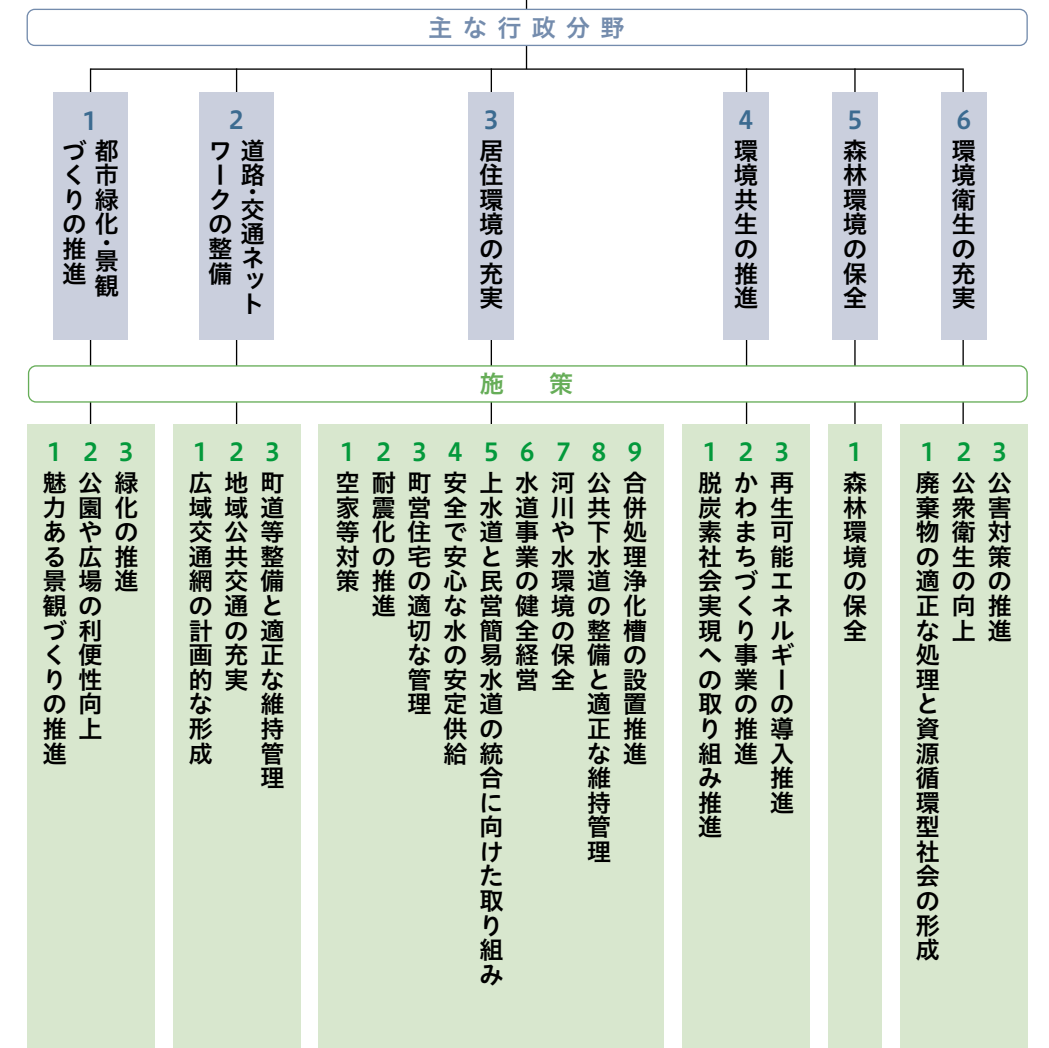 主な行政分野
1
都市緑化・景観
づくりの推進
2
道路・交通ネット
ワークの整備
3
居住環境の充実
4
環境共生の推進
5
森林環境の保全
6
環境衛生の充実
施策
1
魅力ある景観づくりの推進
2
公園や広場の利便性向上
3
緑化の推進
1
広域交通網の計画的な形成
2
地域公共交通の充実
3
町道等整備と適正な維持管理
1
空家等対策
2
耐震化の推進
3
町営住宅の適切な管理
4
安全で安心な水の安定供給
5
上水道と民営簡易水道の統合に向けた取り組み
6
水道事業の健全経営
7
河川や水環境の保全
8
公共下水道の整備と適正な維持管理
9
合併処理浄化槽の設置推進
1
脱炭素社会実現への取り組み推進
2
かわまちづくり事業の推進
3
再生可能エネルギーの導入推進
1
森林環境の保全
1
廃棄物の適正な処理と資源循環型社会の形成
2
公衆衛生の向上
3
公害対策の推進